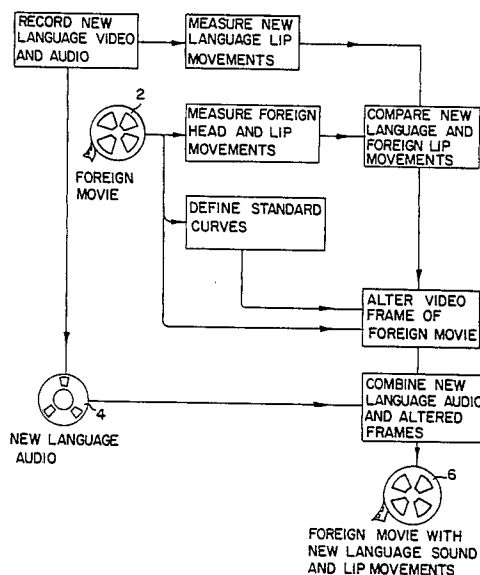 RECORD NEW
LANGUAGE VIDEO
AND AUDIO
MEASURE NEW
LANGUAGE LIP
MOVEMENTS
2
FOREIGN
MOVIE
MEASURE FOREIGN
HEAD AND LIP
MOVEMENTS
COMPARE NEW
LANGUAGE AND
FOREIGN LIP
MOVEMENTS
DEFINE STANDARD
CURVES
ALTER VIDEO
FRAME OF
FOREIGN MOVIE
4
NEW LANGUAGE
AUDIO
COMBINE NEW
LANGUAGE AUDIO
AND ALTERED
FRAMES
6
FOREIGN MOVIE WITH
NEW LANGUAGE SOUND
AND LIP MOVEMENTS